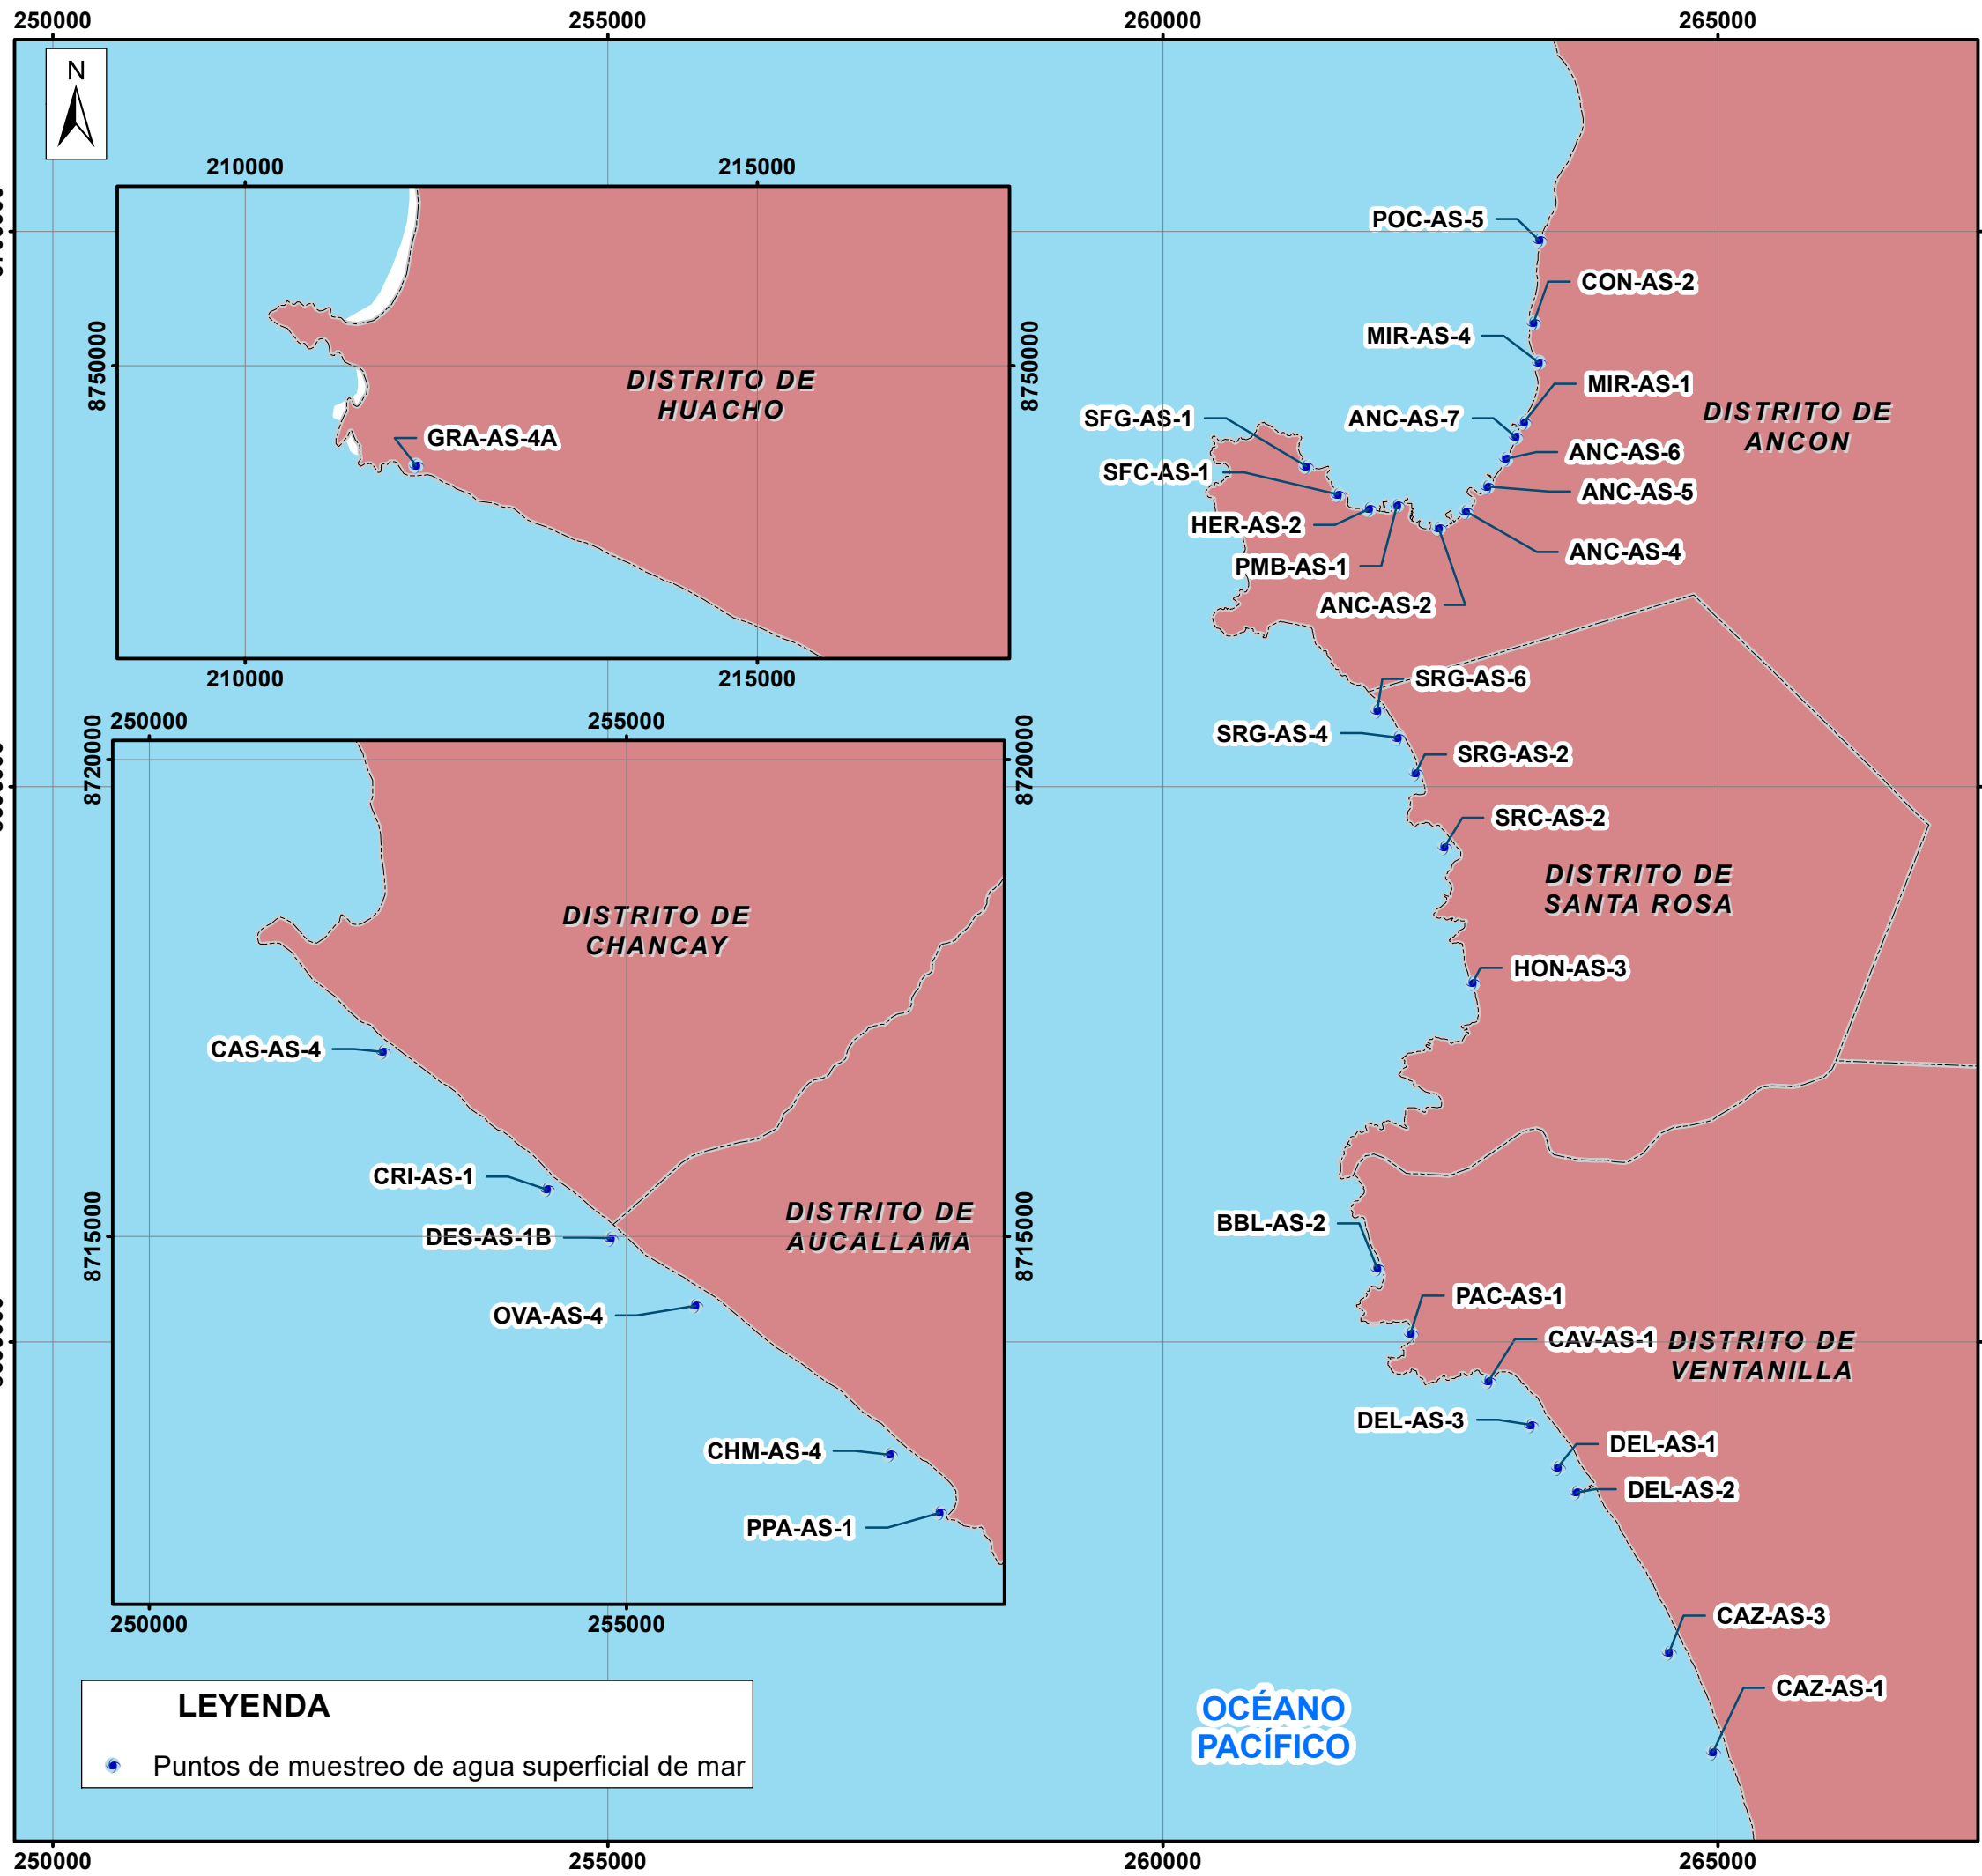 250000
255000
260000
265000
N
210000
215000
POC-AS-5
CON-AS-2
MIR-AS-4
8750000
8750000
DISTRITO DE
HUACHO
MIR-AS-1
DISTRITO DE
ANCON
SFG-AS-1
ANC-AS-7
GRA-AS-4A
ANC-AS-6
SFC-AS-1
ANC-AS-5
HER-AS-2
ANC-AS-4
PMB-AS-1
ANC-AS-2
210000
215000
SRG-AS-6
250000
255000
SRG-AS-4
8720000
8720000
SRG-AS-2
SRC-AS-2
DISTRITO DE
SANTA ROSA
DISTRITO DE
CHANCAY
HON-AS-3
CAS-AS-4
CRI-AS-1
DISTRITO DE
AUCALLAMA
8715000
8715000
DES-AS-1B
BBL-AS-2
OVA-AS-4
PAC-AS-1
CAV-AS-1
DISTRITO DE
VENTANILLA
DEL-AS-3
CHM-AS-4
DEL-AS-1
DEL-AS-2
PPA-AS-1
250000
255000
CAZ-AS-3
CAZ-AS-1
LEYENDA
OCÉANO
PACÍFICO
Puntos de muestreo de agua superficial de mar
250000
255000
260000
265000